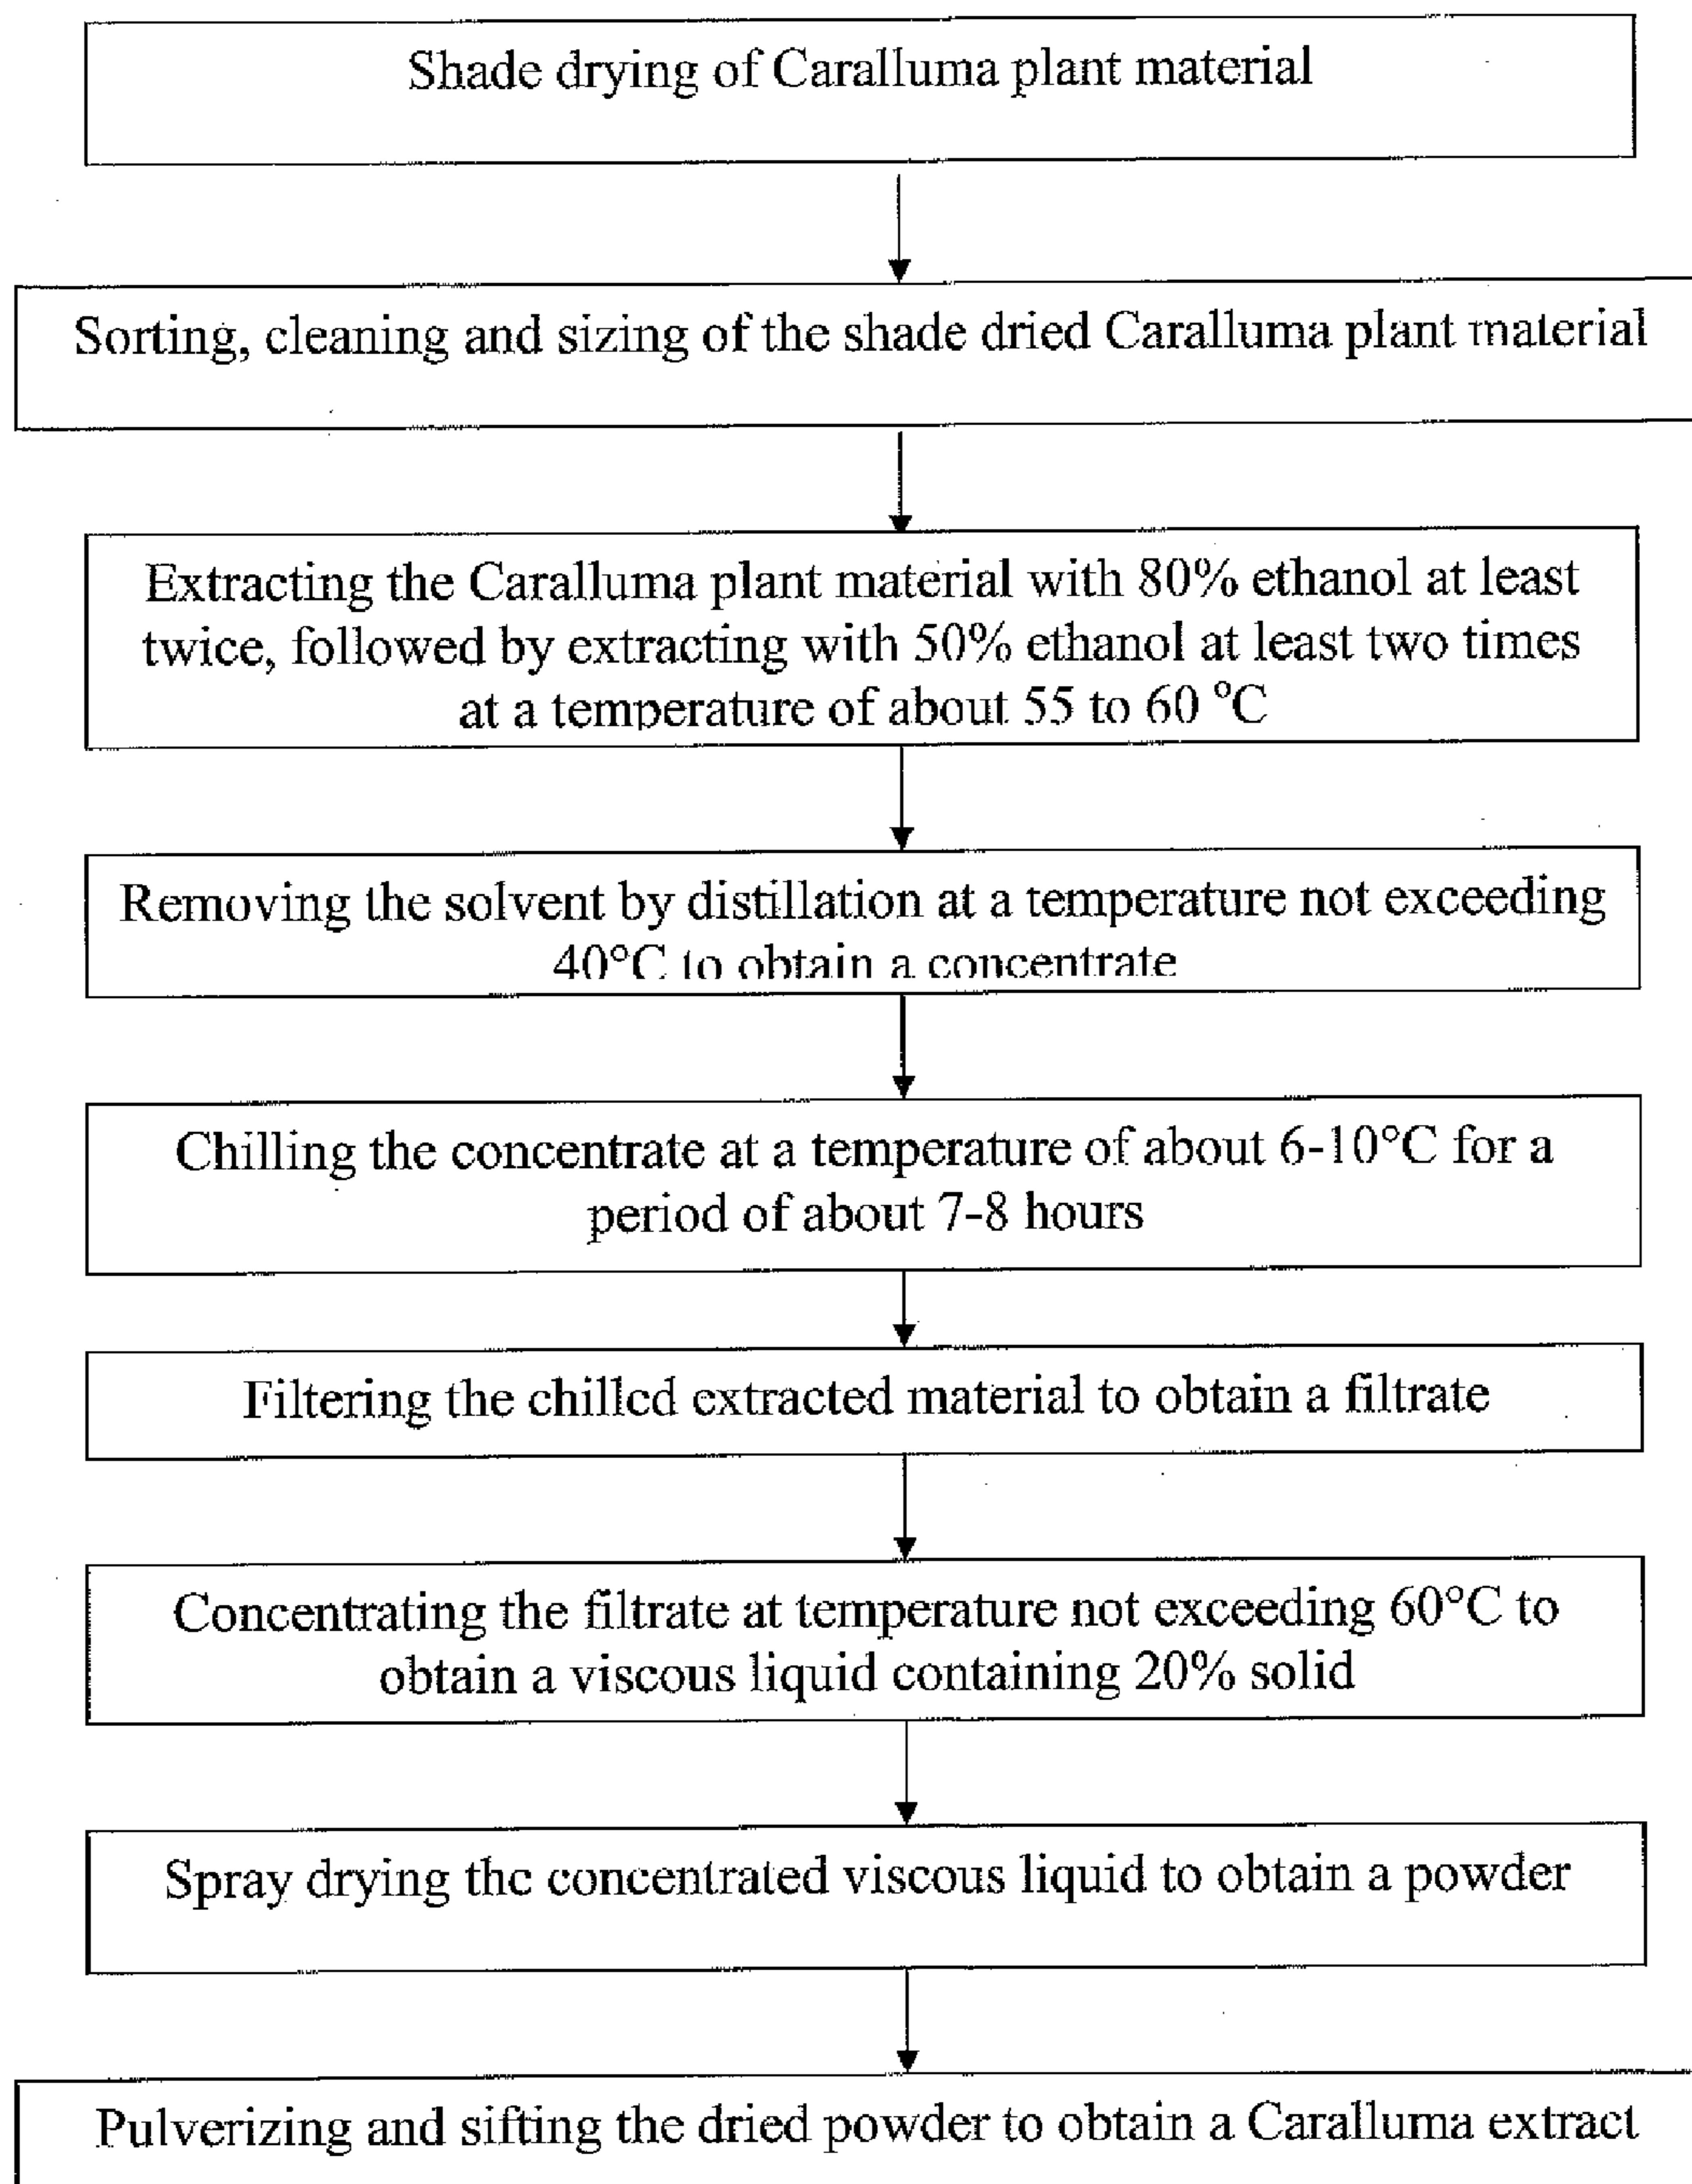 Shade drying of Caralluma plant material
Sorting, cleaning and sizing of the shade dried Caralluma plant material
Extracting the Caralluma plant material with 80% ethanol at least
twice, followed by extracting with 50% ethanol at least two times
at a temperature of about 55 to 60 °C
Removing the solvent by distillation at a temperature not exceeding
40°C to obtain a concentrate
Chilling the concentrate at a temperature of about 6-10°C for a
period of about 7-8 hours
Filtering the chilled extracted material to obtain a filtrate
Concentrating the filtrate at temperature not exceeding 60°C to
obtain a viscous liquid containing 20% solid
Spray drying the concentrated viscous liquid to obtain a powder
Pulverizing and sifting the dried powder to obtain a Caralluma extract